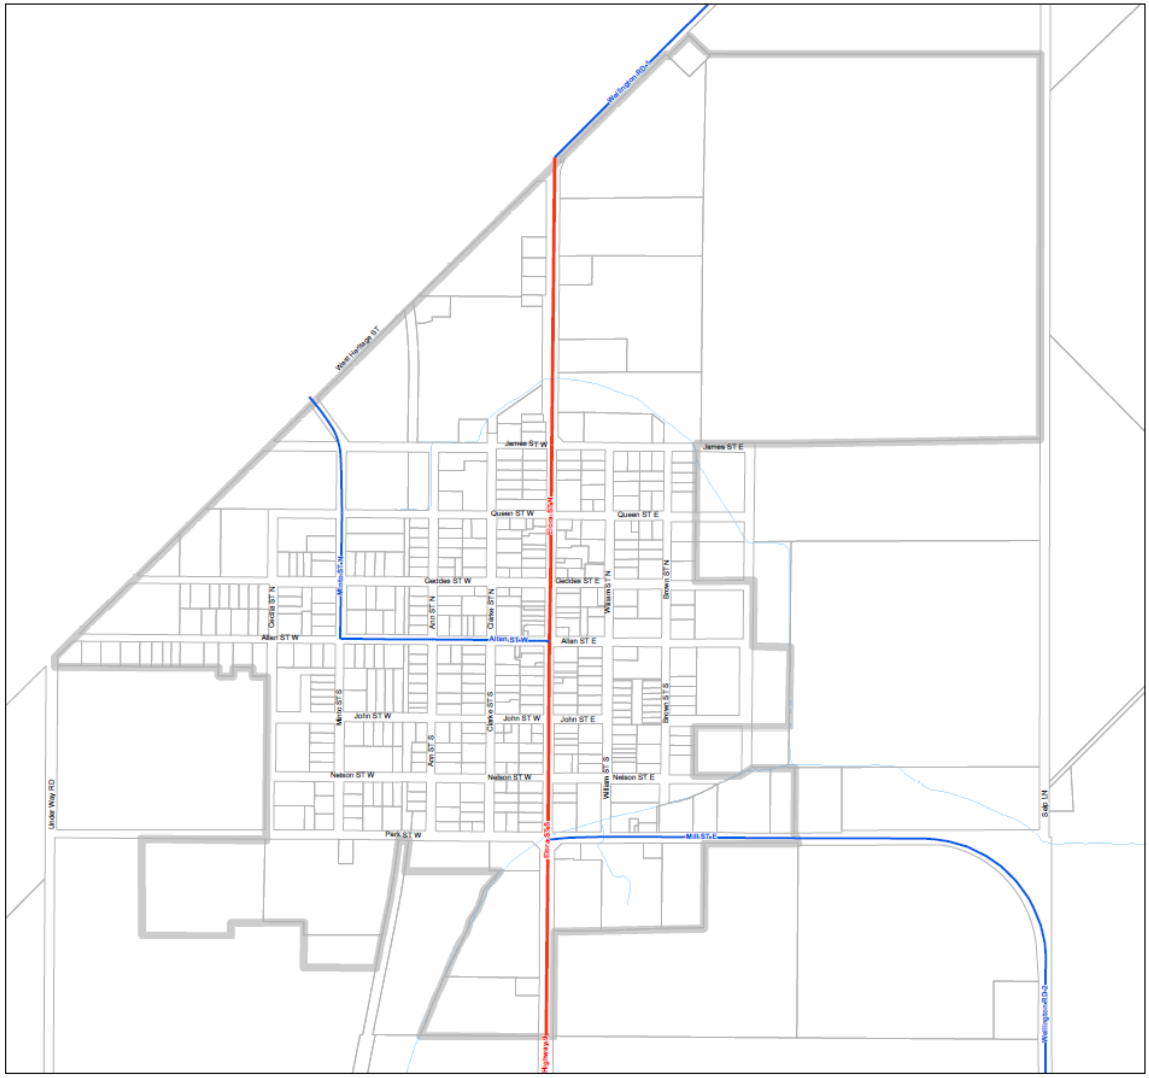 Wellington RD 1
West Heritage ST
James ST W
James ST E
Elora ST N
Queen ST W
Queen ST E
Minto ST N
Geddes ST W
Geddes ST E
Cecilia ST N
Ann ST N
Clarke ST N
William ST N
Brown ST N
Allan ST W
Allan ST W
Allan ST E
Minto ST S
Clarke ST S
Brown ST S
John ST W
John ST W
John ST E
Ann ST S
Nelson ST W
Nelson ST W
Nelson ST E
William ST S
Under Way RD
Selp LN
Park ST W
Elora ST S
Mill ST E
Wellington RD 2
Highway 9